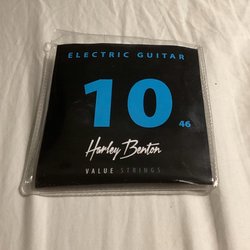 ELECTRIC GUITAR
10
46
Harley Benton
VALUE STRINGS